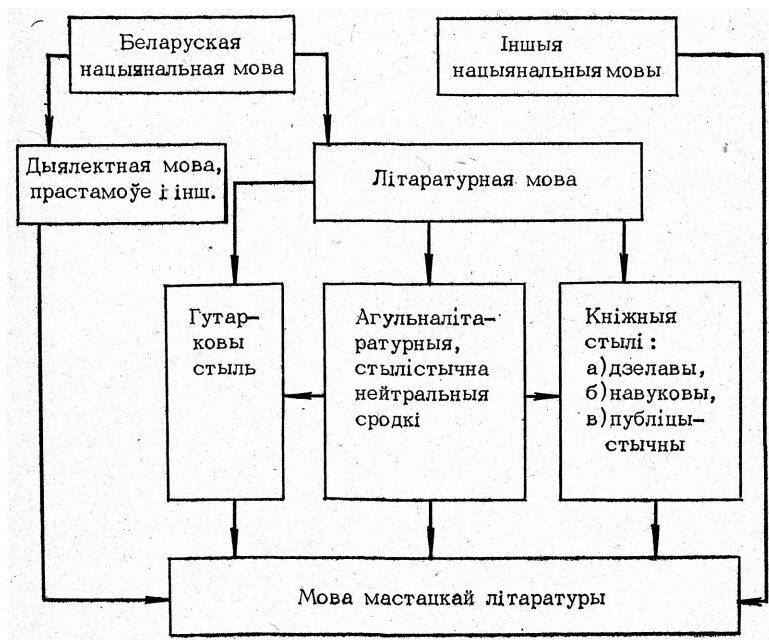 Беларуская
нацыянальная мова
Іншыя
нацыянальныя мовы
Дыялектная мова,
прастамоўе і інш.
Літаратурная мова
Гутар-
ковы
стыль
Агульналіта-
ратурныя,
стылістычна
нейтральныя
сродкі
Кніжныя
стылі:
а)дзелавы,
б)навуковы,
в)публіцы-
стычны
Мова мастацкай літаратуры